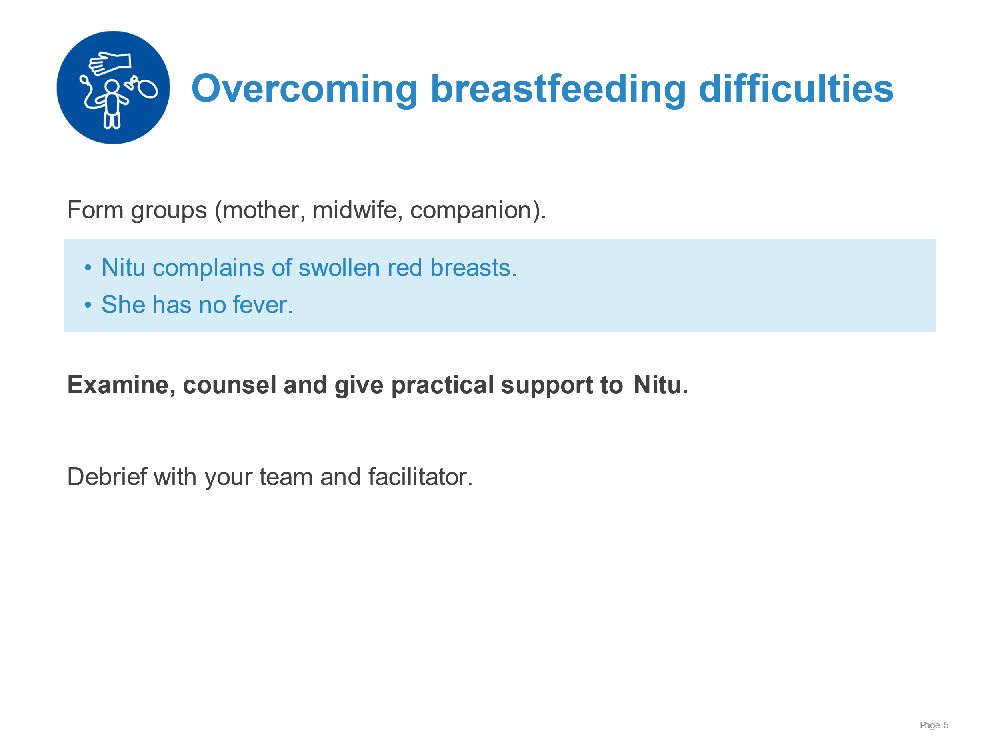 Overcoming breastfeeding difficulties
Form groups (mother, midwife, companion).
• Nitu complains of swollen red breasts.
• She has no fever.
Examine, counsel and give practical support to Nitu.
Debrief with your team and facilitator.
Page 5